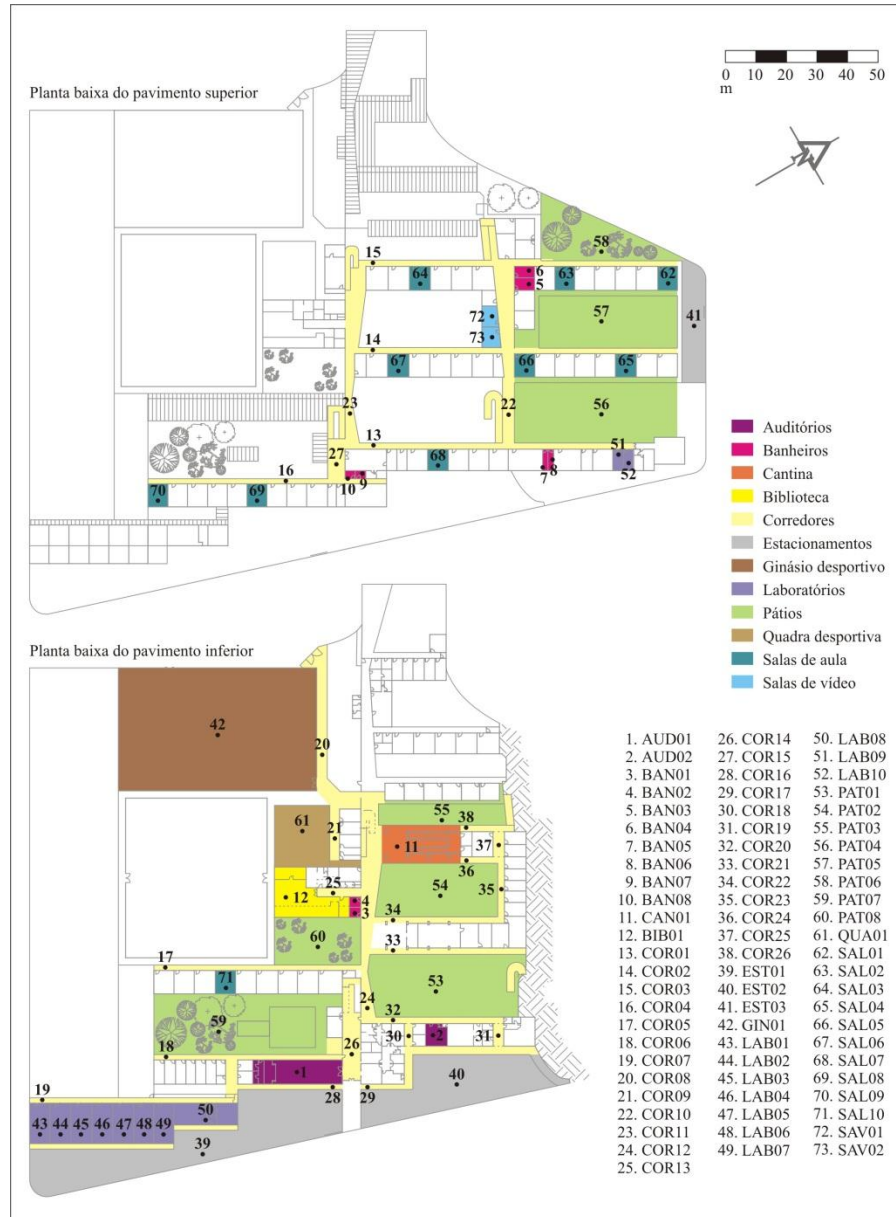 Planta baixa do pavimento superior
0 10 20 30 40 50
m
N
58
15
6
64
5
63
62
72
57
41
73
14
67
66
65
23
22
56
13
51
27
68
8
16
10
9
7
52
70
69
Auditórios
Banheiros
Cantina
Biblioteca
Corredores
Estacionamentos
Ginásio desportivo
Laboratórios
Pátios
Quadra desportiva
Salas de aula
Salas de vídeo
Planta baixa do pavimento inferior
42
20
55
38
61
21
11
37
36
25
35
12
4
54
3
34
60
33
17
71
53
24
59
32
30
2
31
18
26
1
40
28
29
19
50
43 44 45 46 47 48 49
39
1. AUD01
2. AUD02
3. BAN01
4. BAN02
5. BAN03
6. BAN04
7. BAN05
8. BAN06
9. BAN07
10. BAN08
11. CAN01
12. BIB01
13. COR01
14. COR02
15. COR03
16. COR04
17. COR05
18. COR06
19. COR07
20. COR08
21. COR09
22. COR10
23. COR11
24. COR12
25. COR13
26. COR14
27. COR15
28. COR16
29. COR17
30. COR18
31. COR19
32. COR20
33. COR21
34. COR22
35. COR23
36. COR24
37. COR25
38. COR26
39. EST01
40. EST02
41. EST03
42. GIN01
43. LAB01
44. LAB02
45. LAB03
46. LAB04
47. LAB05
48. LAB06
49. LAB07
50. LAB08
51. LAB09
52. LAB10
53. PAT01
54. PAT02
55. PAT03
56. PAT04
57. PAT05
58. PAT06
59. PAT07
60. PAT08
61. QUA01
62. SAL01
63. SAL02
64. SAL03
65. SAL04
66. SAL05
67. SAL06
68. SAL07
69. SAL08
70. SAL09
71. SAL10
72. SAV01
73. SAV02